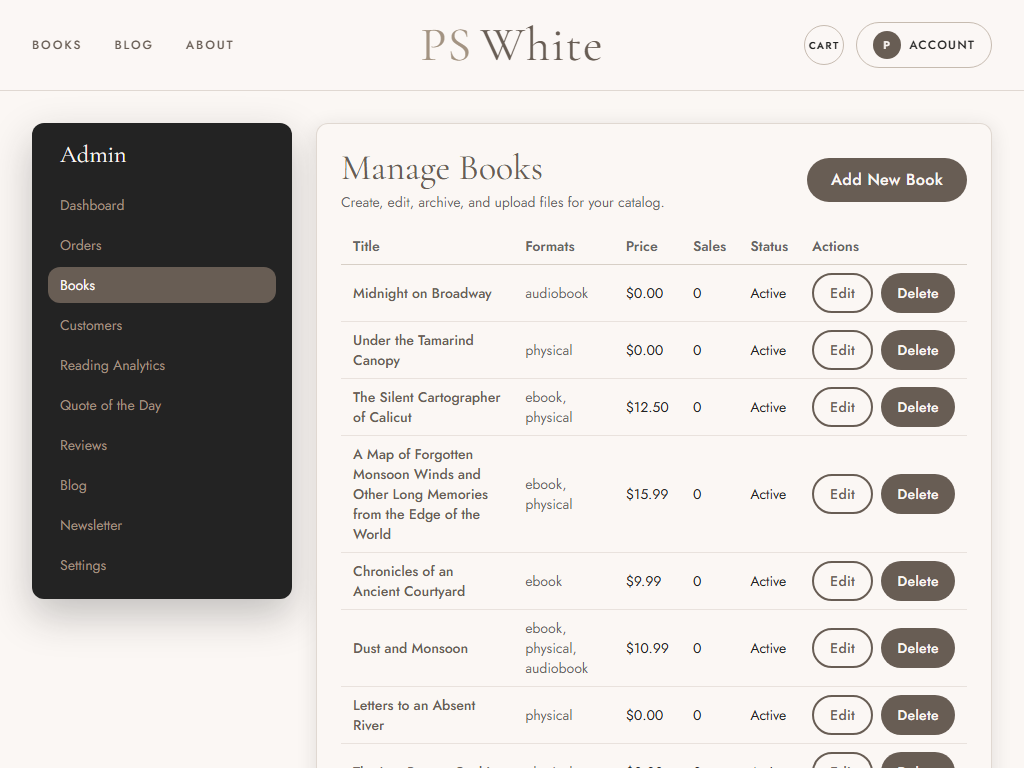 BOOKS BLOG ABOUT
PS White
CART
P ACCOUNT
Admin
Dashboard
Orders
Books
Customers
Reading Analytics
Quote of the Day
Reviews
Blog
Newsletter
Settings
Manage Books
Create, edit, archive, and upload files for your catalog.
Add New Book
Title Formats Price Sales Status Actions
Midnight on Broadway audiobook $0.00 0 Active Edit Delete
Under the Tamarind
Canopy physical $0.00 0 Active Edit Delete
The Silent Cartographer
of Calicut
ebook,
physical
$12.50 0 Active Edit Delete
A Map of Forgotten
Monsoon Winds and
Other Long Memories
from the Edge of the
World
ebook,
physical
$15.99 0 Active Edit Delete
Chronicles of an
Ancient Courtyard
ebook $9.99 0 Active Edit Delete
Dust and Monsoon
ebook,
physical,
audiobook
$10.99 0 Active Edit Delete
Letters to an Absent
River
physical $0.00 0 Active Edit Delete